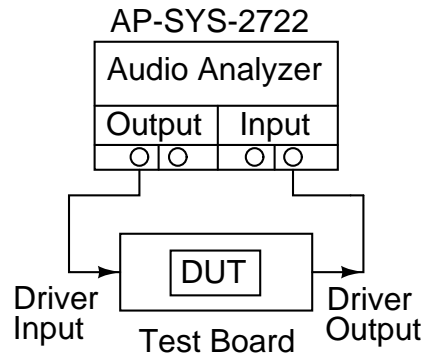 AP-SYS-2722
Audio Analyzer
Output Input
DUT
Driver
Input
Driver
Output
Test Board